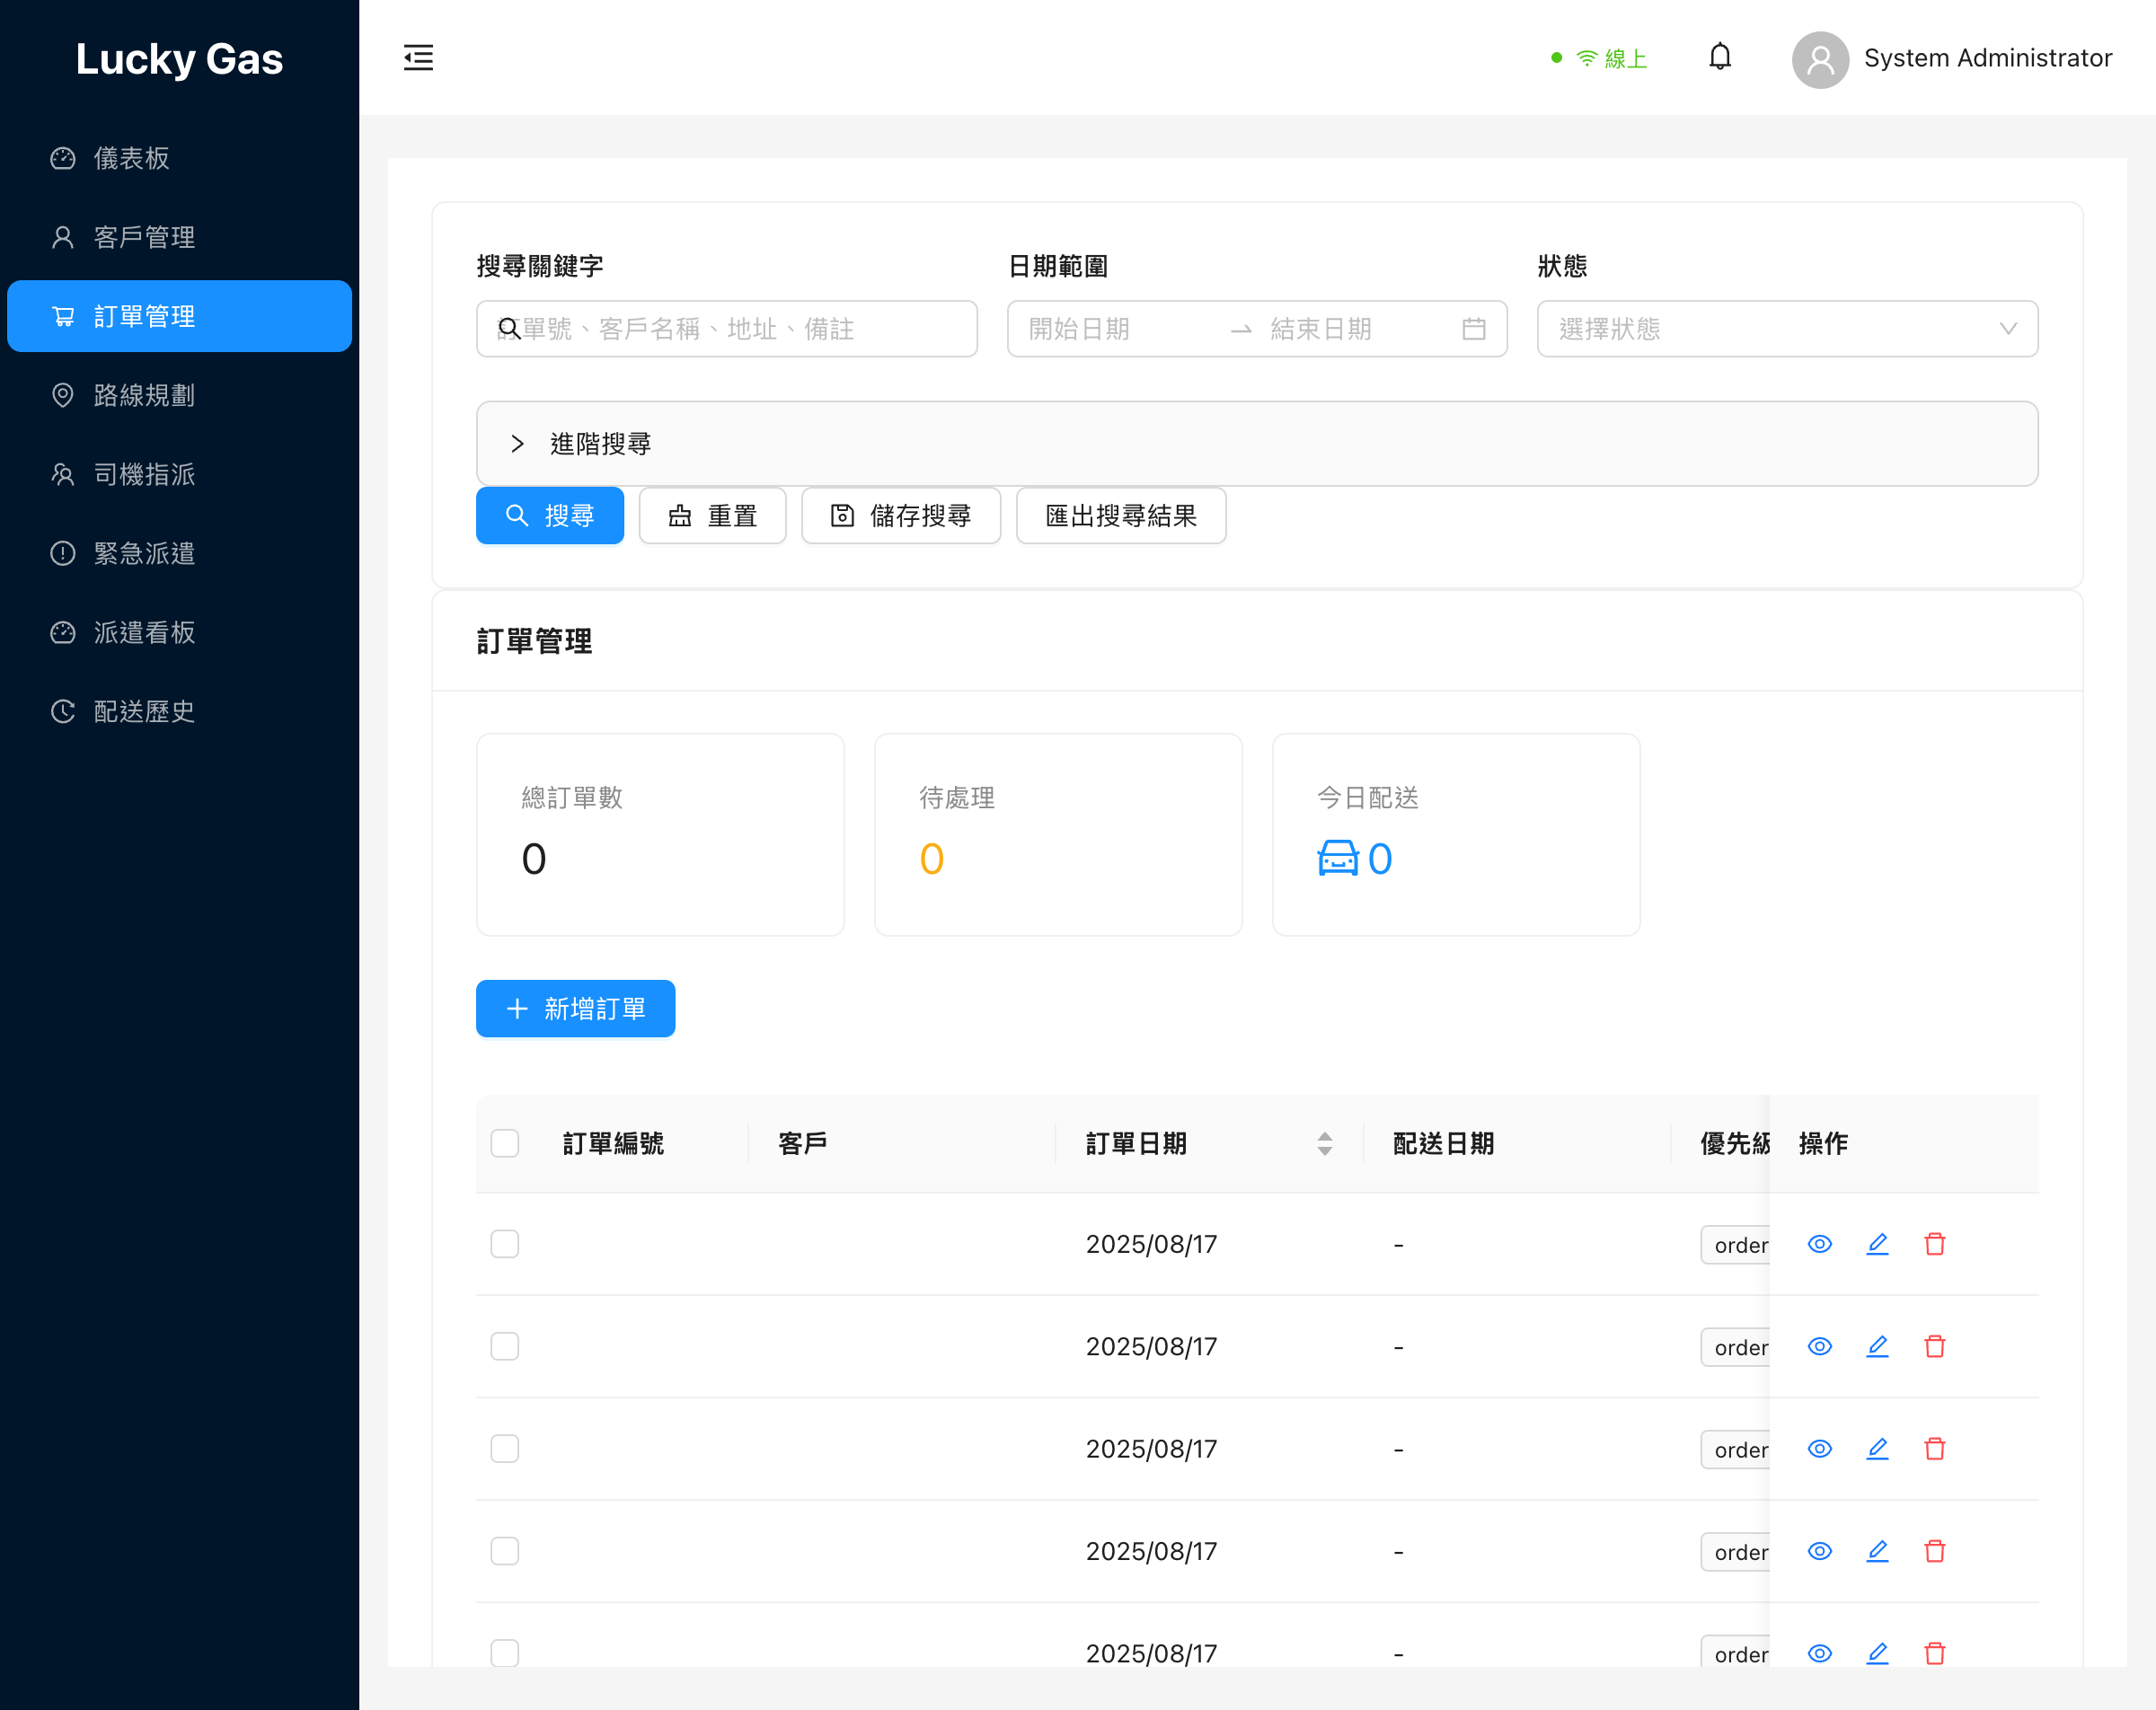 Lucky Gas
線上
System Administrator
儀表板
客戶管理
訂單管理
路線規劃
司機指派
緊急派遣
派遣看板
配送歷史
搜尋關鍵字
日期範圍
狀態
訂單號、客戶名稱、地址、備註
開始日期
結束日期
選擇狀態
進階搜尋
搜尋
重置
儲存搜尋
匯出搜尋結果
訂單管理
總訂單數
待處理
今日配送
0
0
0
新增訂單
訂單編號
客戶
訂單日期
配送日期
優先級
操作
2025/08/17 - order
2025/08/17 - order
2025/08/17 - order
2025/08/17 - order
2025/08/17 - order